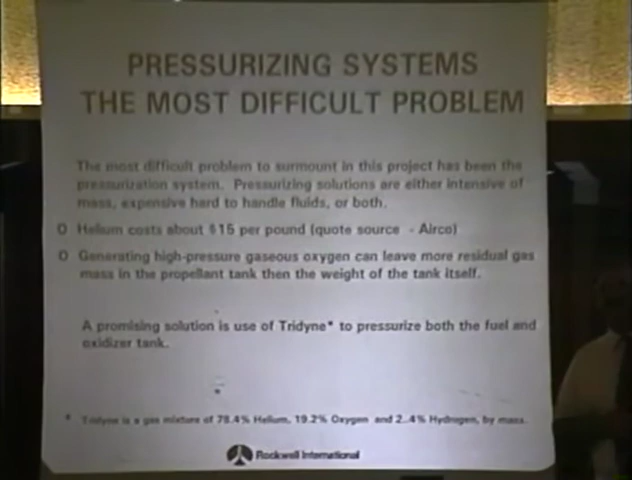 PRESSURIZING SYSTEMS
THE MOST DIFFICULT PROBLEM
The most difficult problem to surmount in this project has been the
pressurization system. Pressurizing solutions are either intensive of
mass, expensive hard to handle fluids, or both.
O Helium costs about $15 per pound (quote source - Airco)
O Generating high-pressure gaseous oxygen can leave more residual gas
mass in the propellant tank then the weight of the tank itself.
A promising solution is use of Tridyne* to pressurize both the fuel and
oxidizer tank.
* Tridyne is a gas mixture of 78.4% Helium, 19.2% Oxygen and 2.4% Hydrogen, by mass.
Rockwell International